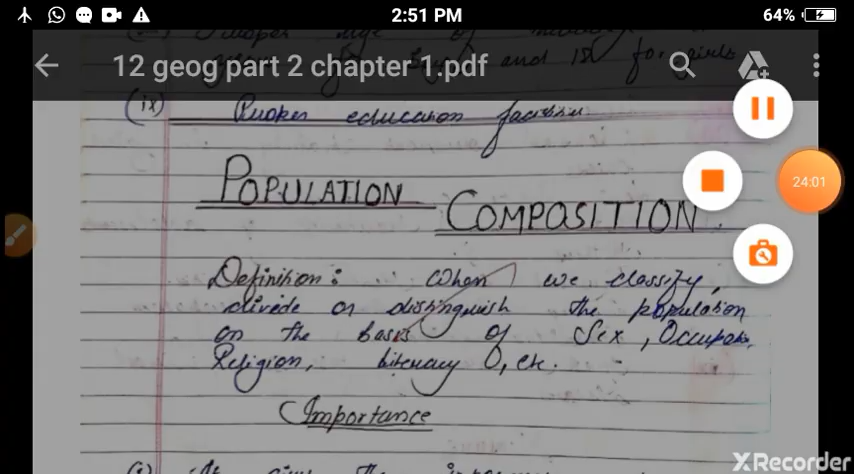 2:51 PM
64%
12 geog part 2 chapter 1.pdf
and 18 for girls
(ix) Proper education
24:01
POPULATION COMPOSITION
Definition: When we classify,
divide or distinguish the population
on the basis of Sex, Occupation,
Religion, literacy, etc.
Importance
XRecorder